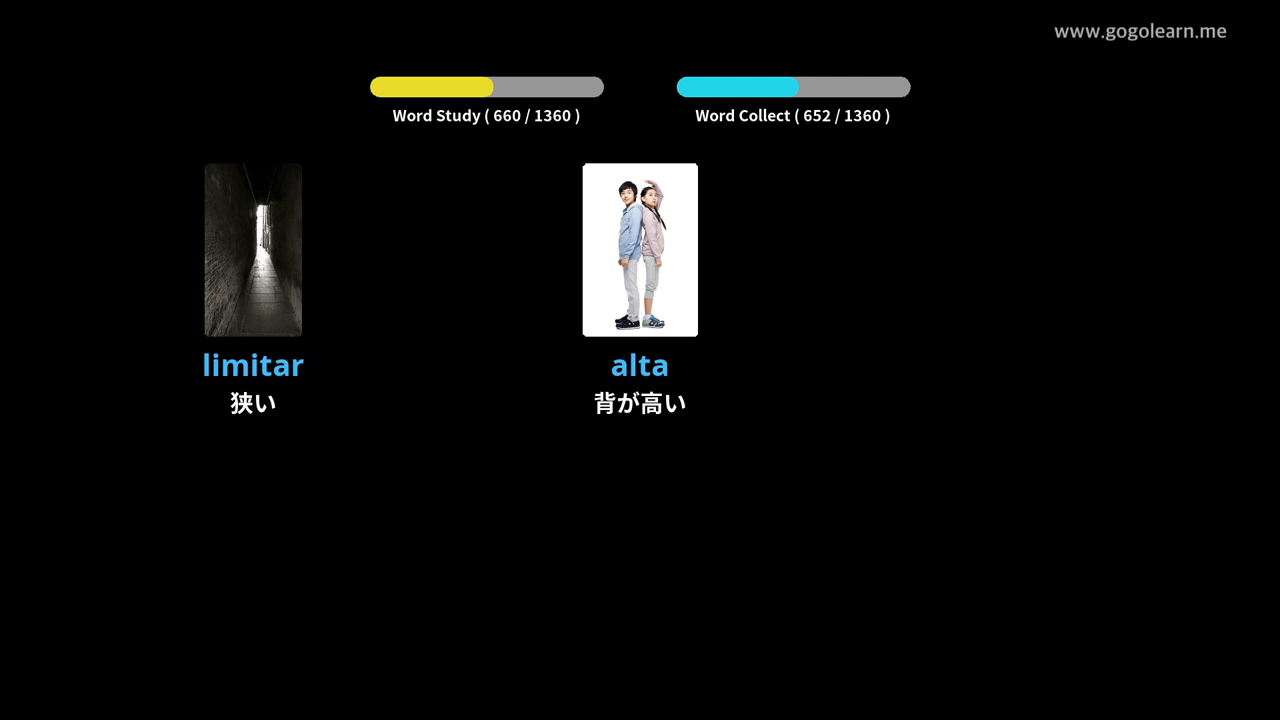 www.gogolearn.me
Word Study ( 660 / 1360 )
Word Collect ( 652 / 1360 )
limitar
狭い
alta
背が高い